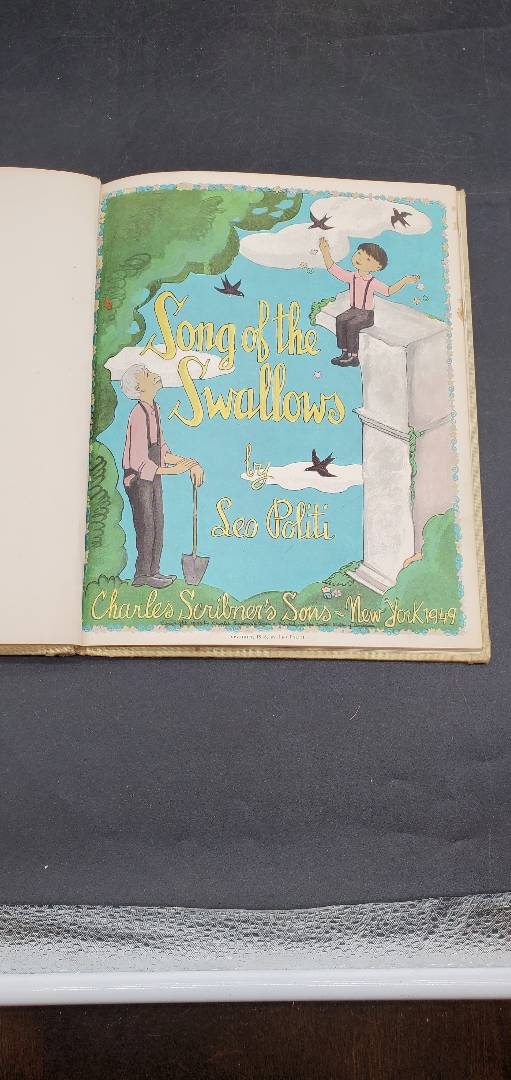 Song of the
Swallows
by
Leo Politi
Charles Scribner's Sons ~ New York 1949